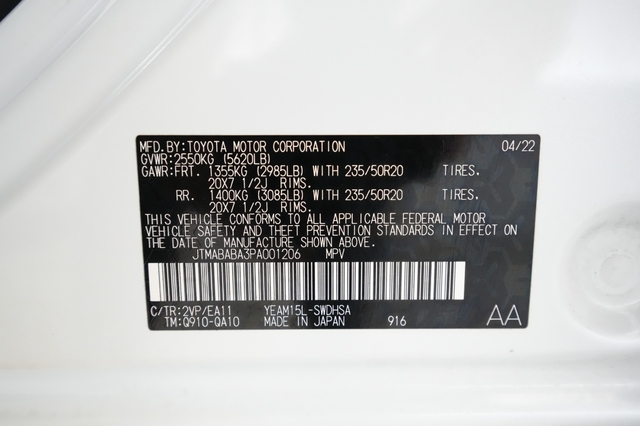 MFD.BY:TOYOTA MOTOR CORPORATION 04/22
GVWR:2550KG (5620LB)
GAWR:FRT. 1355KG (2985LB) WITH 235/50R20 TIRES.
20X7 1/2J RIMS.
RR. 1400KG (3085LB) WITH 235/50R20 TIRES.
20X7 1/2J RIMS.
THIS VEHICLE CONFORMS TO ALL APPLICABLE FEDERAL MOTOR
VEHICLE SAFETY AND THEFT PREVENTION STANDARDS IN EFFECT ON
THE DATE OF MANUFACTURE SHOWN ABOVE.
JTMABABA3PA001206 MPV
C/TR:2VP/EA11 YEAM15L-SWDHSA
TM:Q910-QA10 MADE IN JAPAN 916 AA